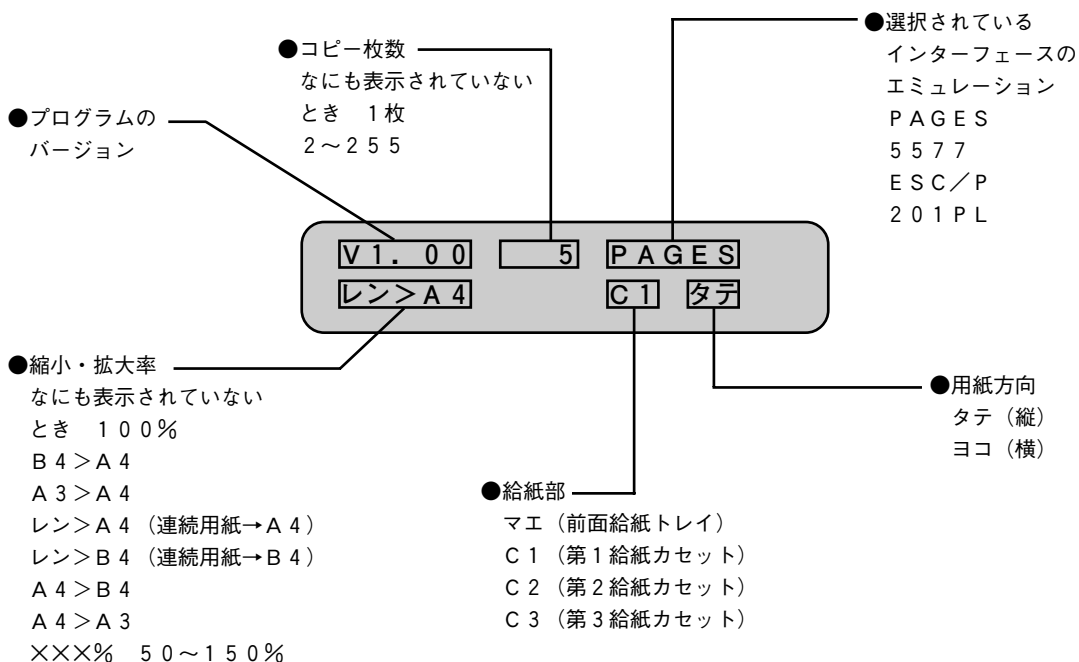 ●プログラムの
バージョン
●コピー枚数
なにも表示されていない
とき　1枚
2～255
●選択されている
インターフェースの
エミュレーション
PAGES
5577
ESC／P
201PL
V1．00　5　PAGES
レン＞A4　C1　タテ
●縮小・拡大率
なにも表示されていない
とき　100％
B4＞A4
A3＞A4
レン＞A4（連続用紙→A4）
レン＞B4（連続用紙→B4）
A4＞B4
A4＞A3
×××％　50～150％
●給紙部
マエ（前面給紙トレイ）
C1（第1給紙カセット）
C2（第2給紙カセット）
C3（第3給紙カセット）
●用紙方向
タテ（縦）
ヨコ（横）